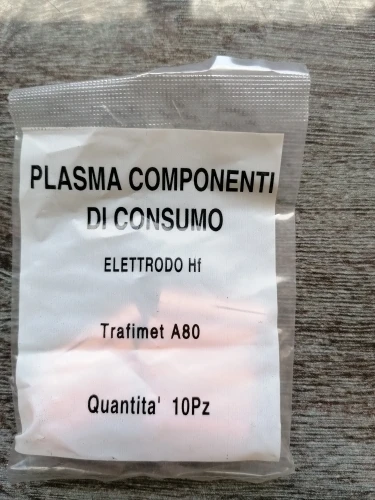 PLASMA COMPONENTI
DI CONSUMO
ELETTRODO Hf
Trafimet A80
Quantita' 10Pz